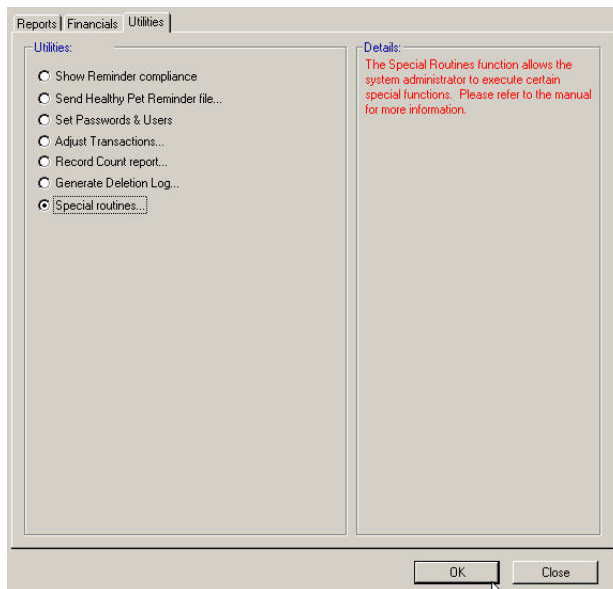 Reports Financials Utilities
Utilities:
Show Reminder compliance
Send Healthy Pet Reminder file...
Set Passwords & Users
Adjust Transactions...
Record Count report...
Generate Deletion Log...
Special routines...
Details:
The Special Routines function allows the
system administrator to execute certain
special functions.  Please refer to the manual
for more information.
OK Close